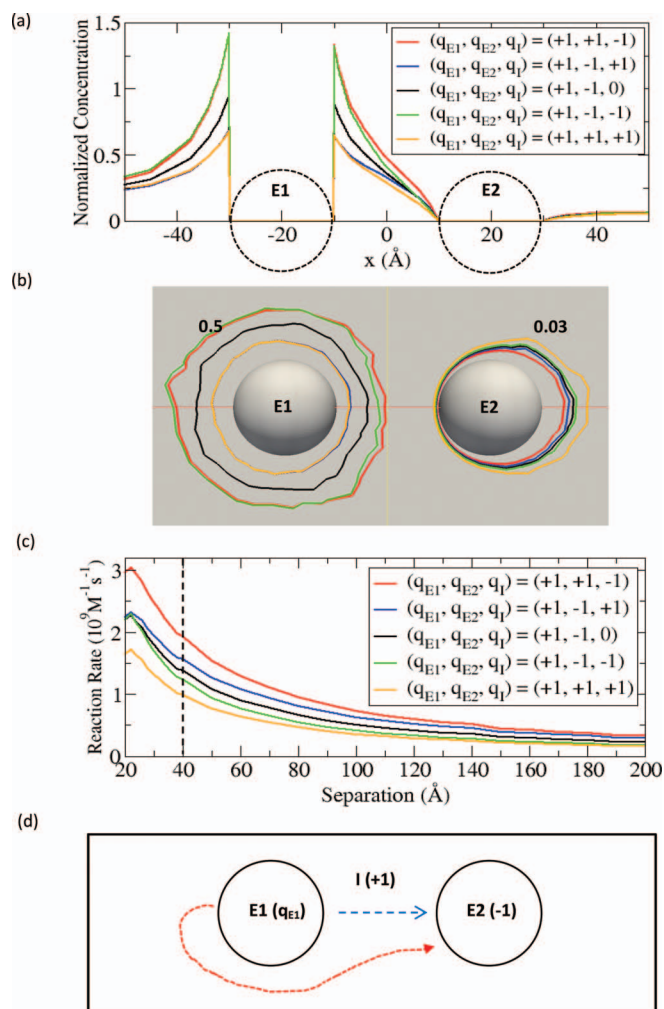 (a)
1.5
1
0.5
0
Normalized Concentration
(q_E1, q_E2, q_I) = (+1, +1, -1)
(q_E1, q_E2, q_I) = (+1, -1, +1)
(q_E1, q_E2, q_I) = (+1, -1, 0)
(q_E1, q_E2, q_I) = (+1, -1, -1)
(q_E1, q_E2, q_I) = (+1, +1, +1)
E1
E2
-40 -20 0 20 40
x (Å)
(b)
0.5
0.03
E1
E2
(c)
3
2
1
0
Reaction Rate (10^9 M^-1 s^-1)
(q_E1, q_E2, q_I) = (+1, +1, -1)
(q_E1, q_E2, q_I) = (+1, -1, +1)
(q_E1, q_E2, q_I) = (+1, -1, 0)
(q_E1, q_E2, q_I) = (+1, -1, -1)
(q_E1, q_E2, q_I) = (+1, +1, +1)
20 40 60 80 100 120 140 160 180 200
Separation (Å)
(d)
I (+1)
E1 (q_E1)
E2 (-1)